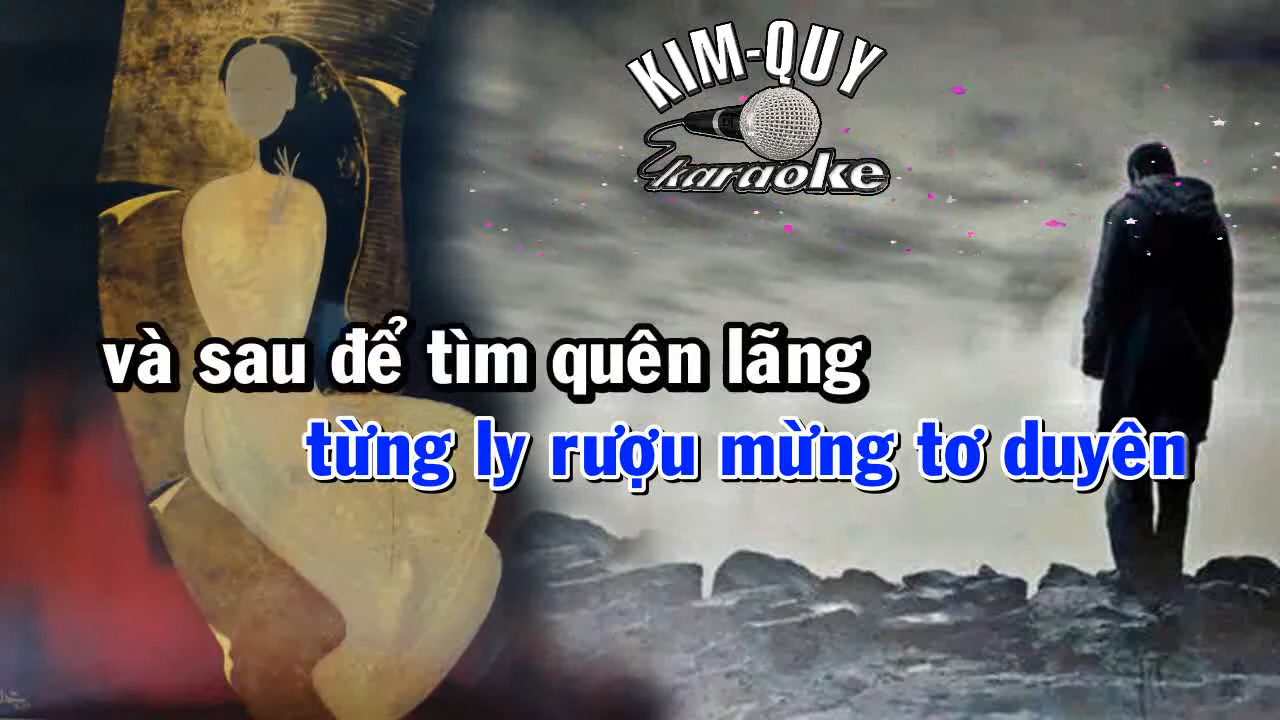 KIM-QUY
karaoke
và sau để tìm quên lãng
từng ly rượu mừng tơ duyên